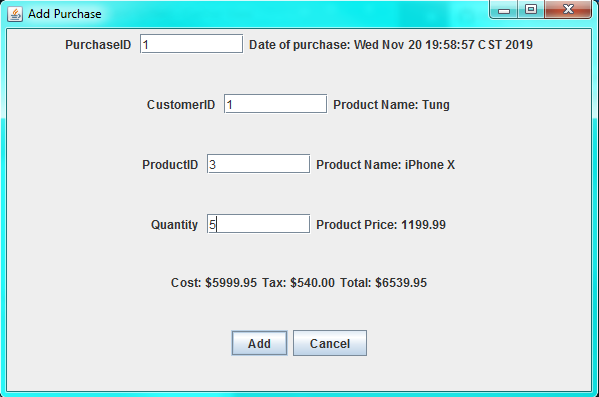 Add Purchase
PurchaseID 1 Date of purchase: Wed Nov 20 19:58:57 CST 2019
CustomerID 1 Product Name: Tung
ProductID 3 Product Name: iPhone X
Quantity 5 Product Price: 1199.99
Cost: $5999.95 Tax: $540.00 Total: $6539.95
Add Cancel